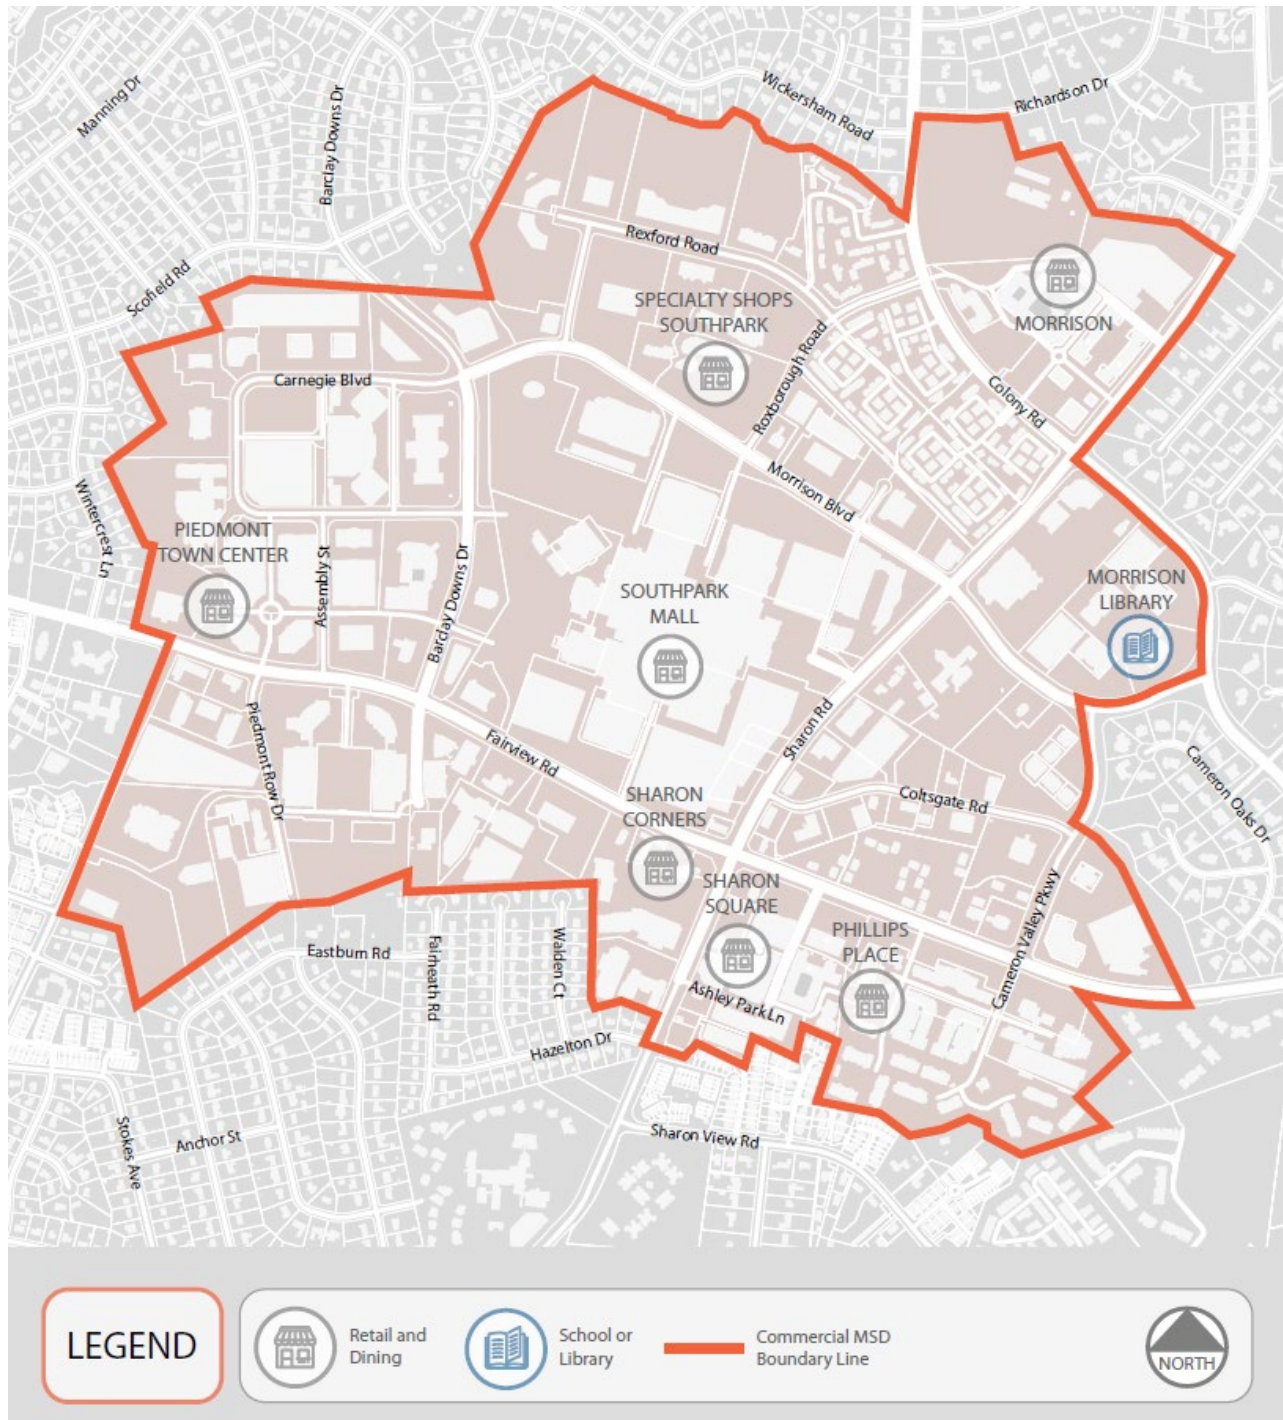 Manning Dr
Barclay Downs Dr
Wickersham Road
Richardson Dr
Scofield Rd
Rexford Road
SPECIALTY SHOPS
SOUTHPARK
MORRISON
Roxborough Road
Carnegie Blvd
Colony Rd
Morrison Blvd
Wintercrest Ln
PIEDMONT
TOWN CENTER
Assembly St
Barclay Downs Dr
SOUTHPARK
MALL
MORRISON
LIBRARY
Sharon Rd
Piedmont Row Dr
Fairview Rd
Cameron Oaks Dr
Coltsgate Rd
SHARON
CORNERS
SHARON
SQUARE
PHILLIPS
PLACE
Cameron Valley Pkwy
Eastburn Rd
Fairheath Rd
Walden Ct
Ashley Park Ln
Hazelton Dr
Stokes Ave
Anchor St
Sharon View Rd
LEGEND
Retail and
Dining
School or
Library
Commercial MSD
Boundary Line
NORTH